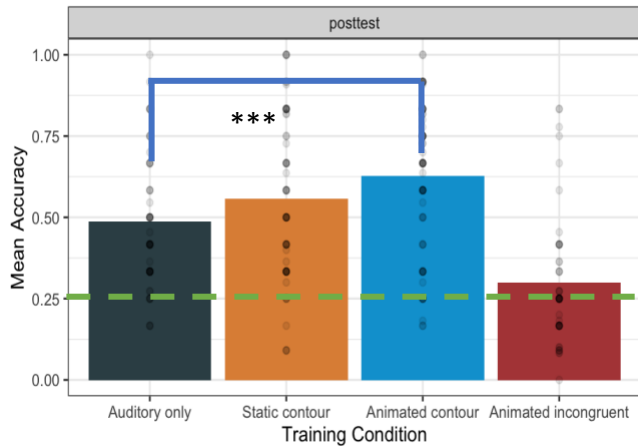 posttest
1.00
***
0.75
0.50
0.25
0.00
Mean Accuracy
Auditory only Static contour Animated contour Animated incongruent
Training Condition